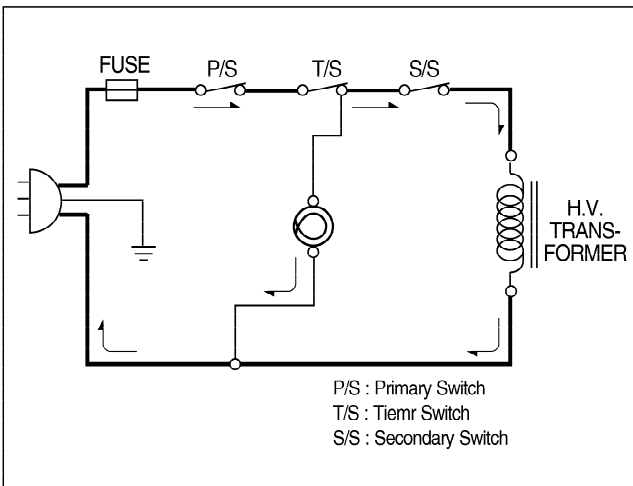 FUSE
P/S
T/S
S/S
H.V.
TRANS-
FORMER
P/S : Primary Switch
T/S : Tiemr Switch
S/S : Secondary Switch